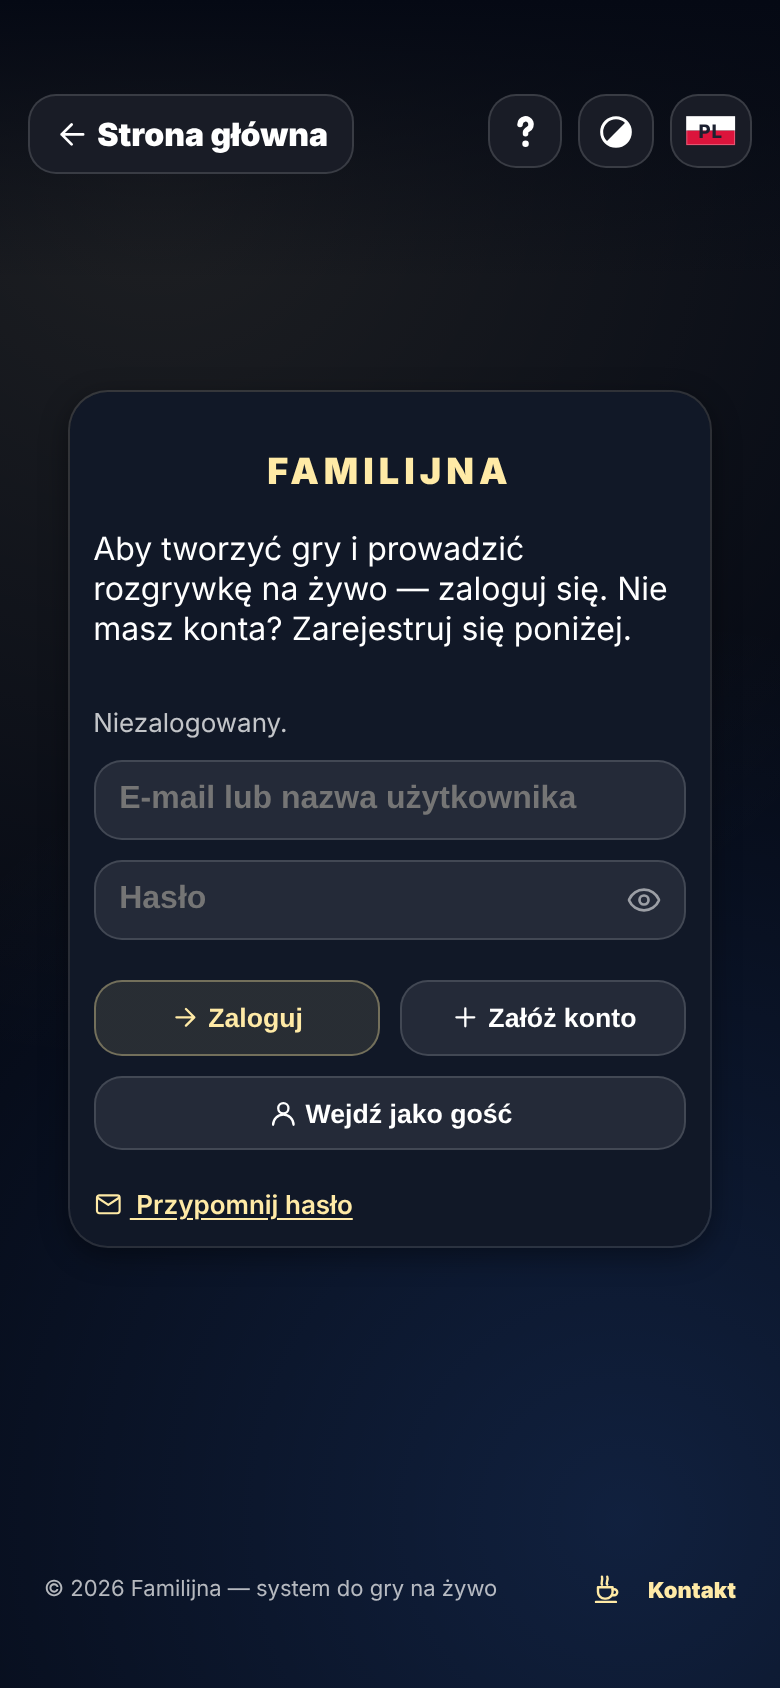 ← Strona główna
?
PL
FAMILIJNA
Aby tworzyć gry i prowadzić
rozgrywkę na żywo — zaloguj się. Nie
masz konta? Zarejestruj się poniżej.
Niezalogowany.
E-mail lub nazwa użytkownika
Hasło
→ Zaloguj
+ Załóż konto
Wejdź jako gość
Przypomnij hasło
© 2026 Familijna — system do gry na żywo
Kontakt